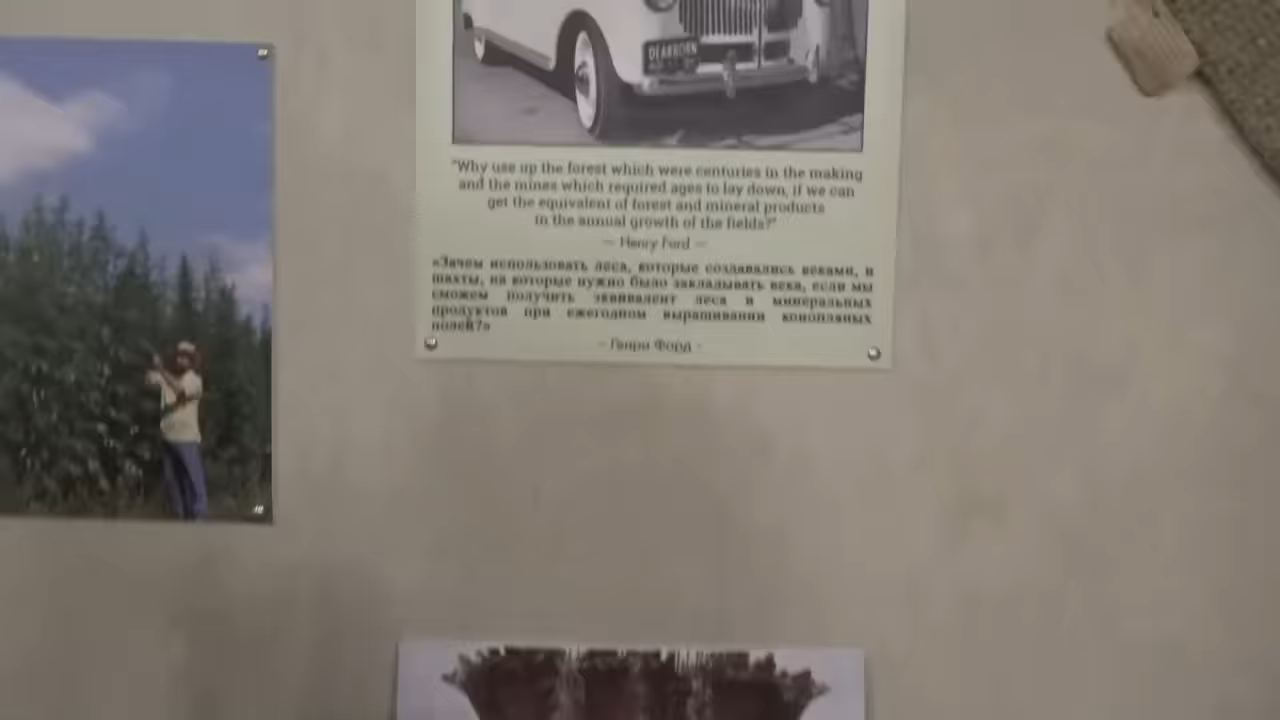 DEARBORN
"Why use up the forest which were centuries in the making
and the mines which required ages to lay down, if we can
get the equivalent of forest and mineral products
in the annual growth of the fields?"
— Henry Ford —
«Зачем использовать леса, которые создавались веками, и
шахты, на которые нужно было закладывать века, если мы
сможем получить эквивалент леса и минеральных
продуктов при ежегодном выращивании конопляных
полей?»
- Генри Форд -